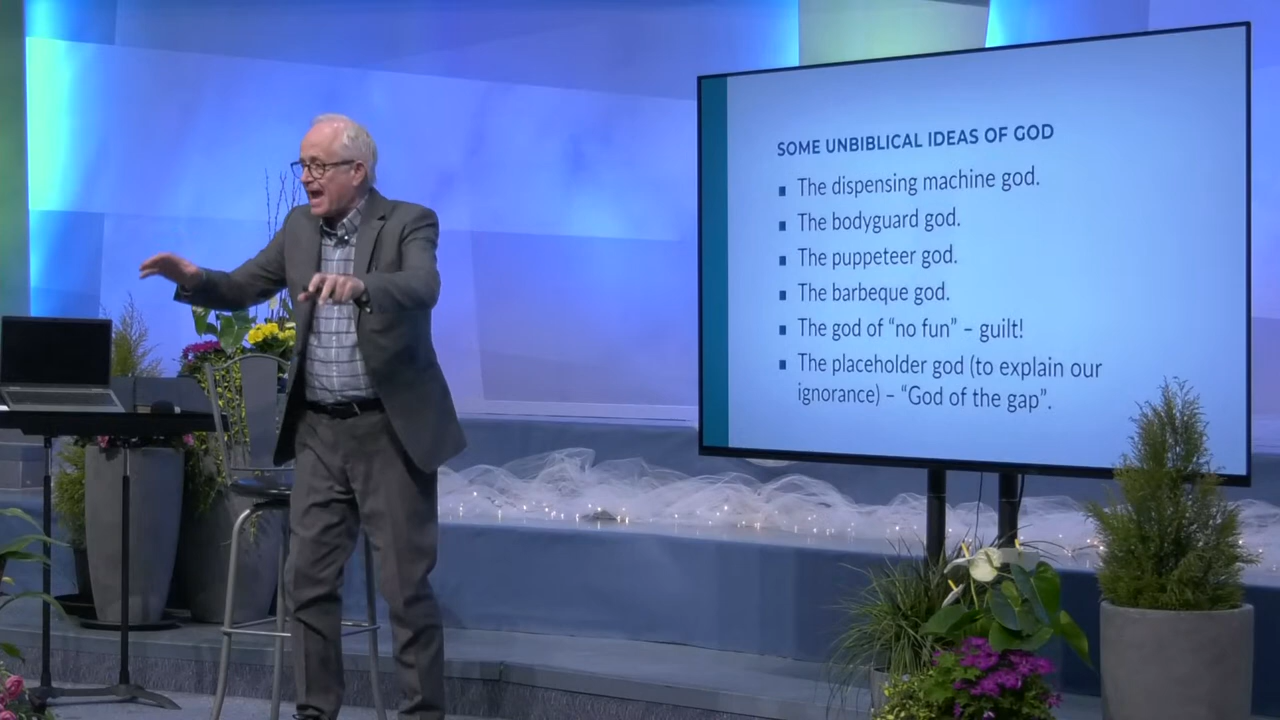 SOME UNBIBLICAL IDEAS OF GOD
▪ The dispensing machine god.
▪ The bodyguard god.
▪ The puppeteer god.
▪ The barbeque god.
▪ The god of “no fun” – guilt!
▪ The placeholder god (to explain our
ignorance) – “God of the gap”.